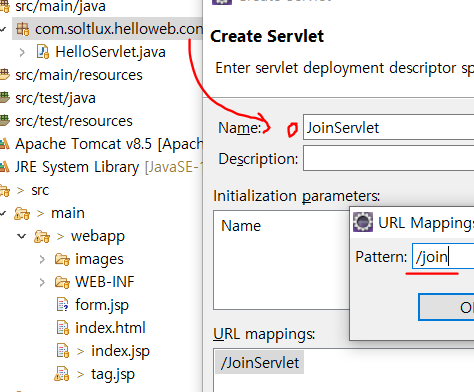 src/main/java
com.soltlux.helloweb.con
HelloServlet.java
src/main/resources
src/test/java
src/test/resources
Apache Tomcat v8.5 [Apache T
JRE System Library [JavaSE-1
src
main
webapp
images
WEB-INF
form.jsp
index.html
> index.jsp
> tag.jsp
Create Servlet
Create Servlet
Enter servlet deployment descriptor sp
Name:
JoinServlet
Description:
Initialization parameters:
Name
URL Mappings
Pattern:
/join
URL mappings:
/JoinServlet